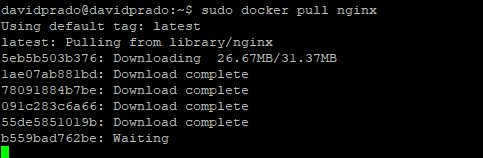 davidprado@davidprado:~$ sudo docker pull nginx
Using default tag: latest
latest: Pulling from library/nginx
5eb5b503b376: Downloading  26.67MB/31.37MB
1ae07ab881bd: Download complete
78091884b7be: Download complete
091c283c6a66: Download complete
55de5851019b: Download complete
b559bad762be: Waiting